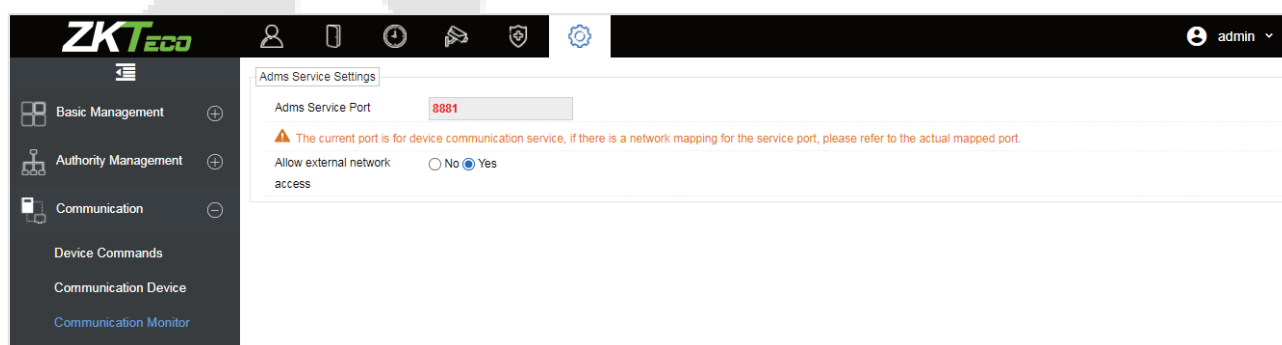 ZKTECO
admin
Adms Service Settings
Basic Management
Adms Service Port 8881
The current port is for device communication service, if there is a network mapping for the service port, please refer to the actual mapped port.
Authority Management
Allow external network No Yes
access
Communication
Device Commands
Communication Device
Communication Monitor